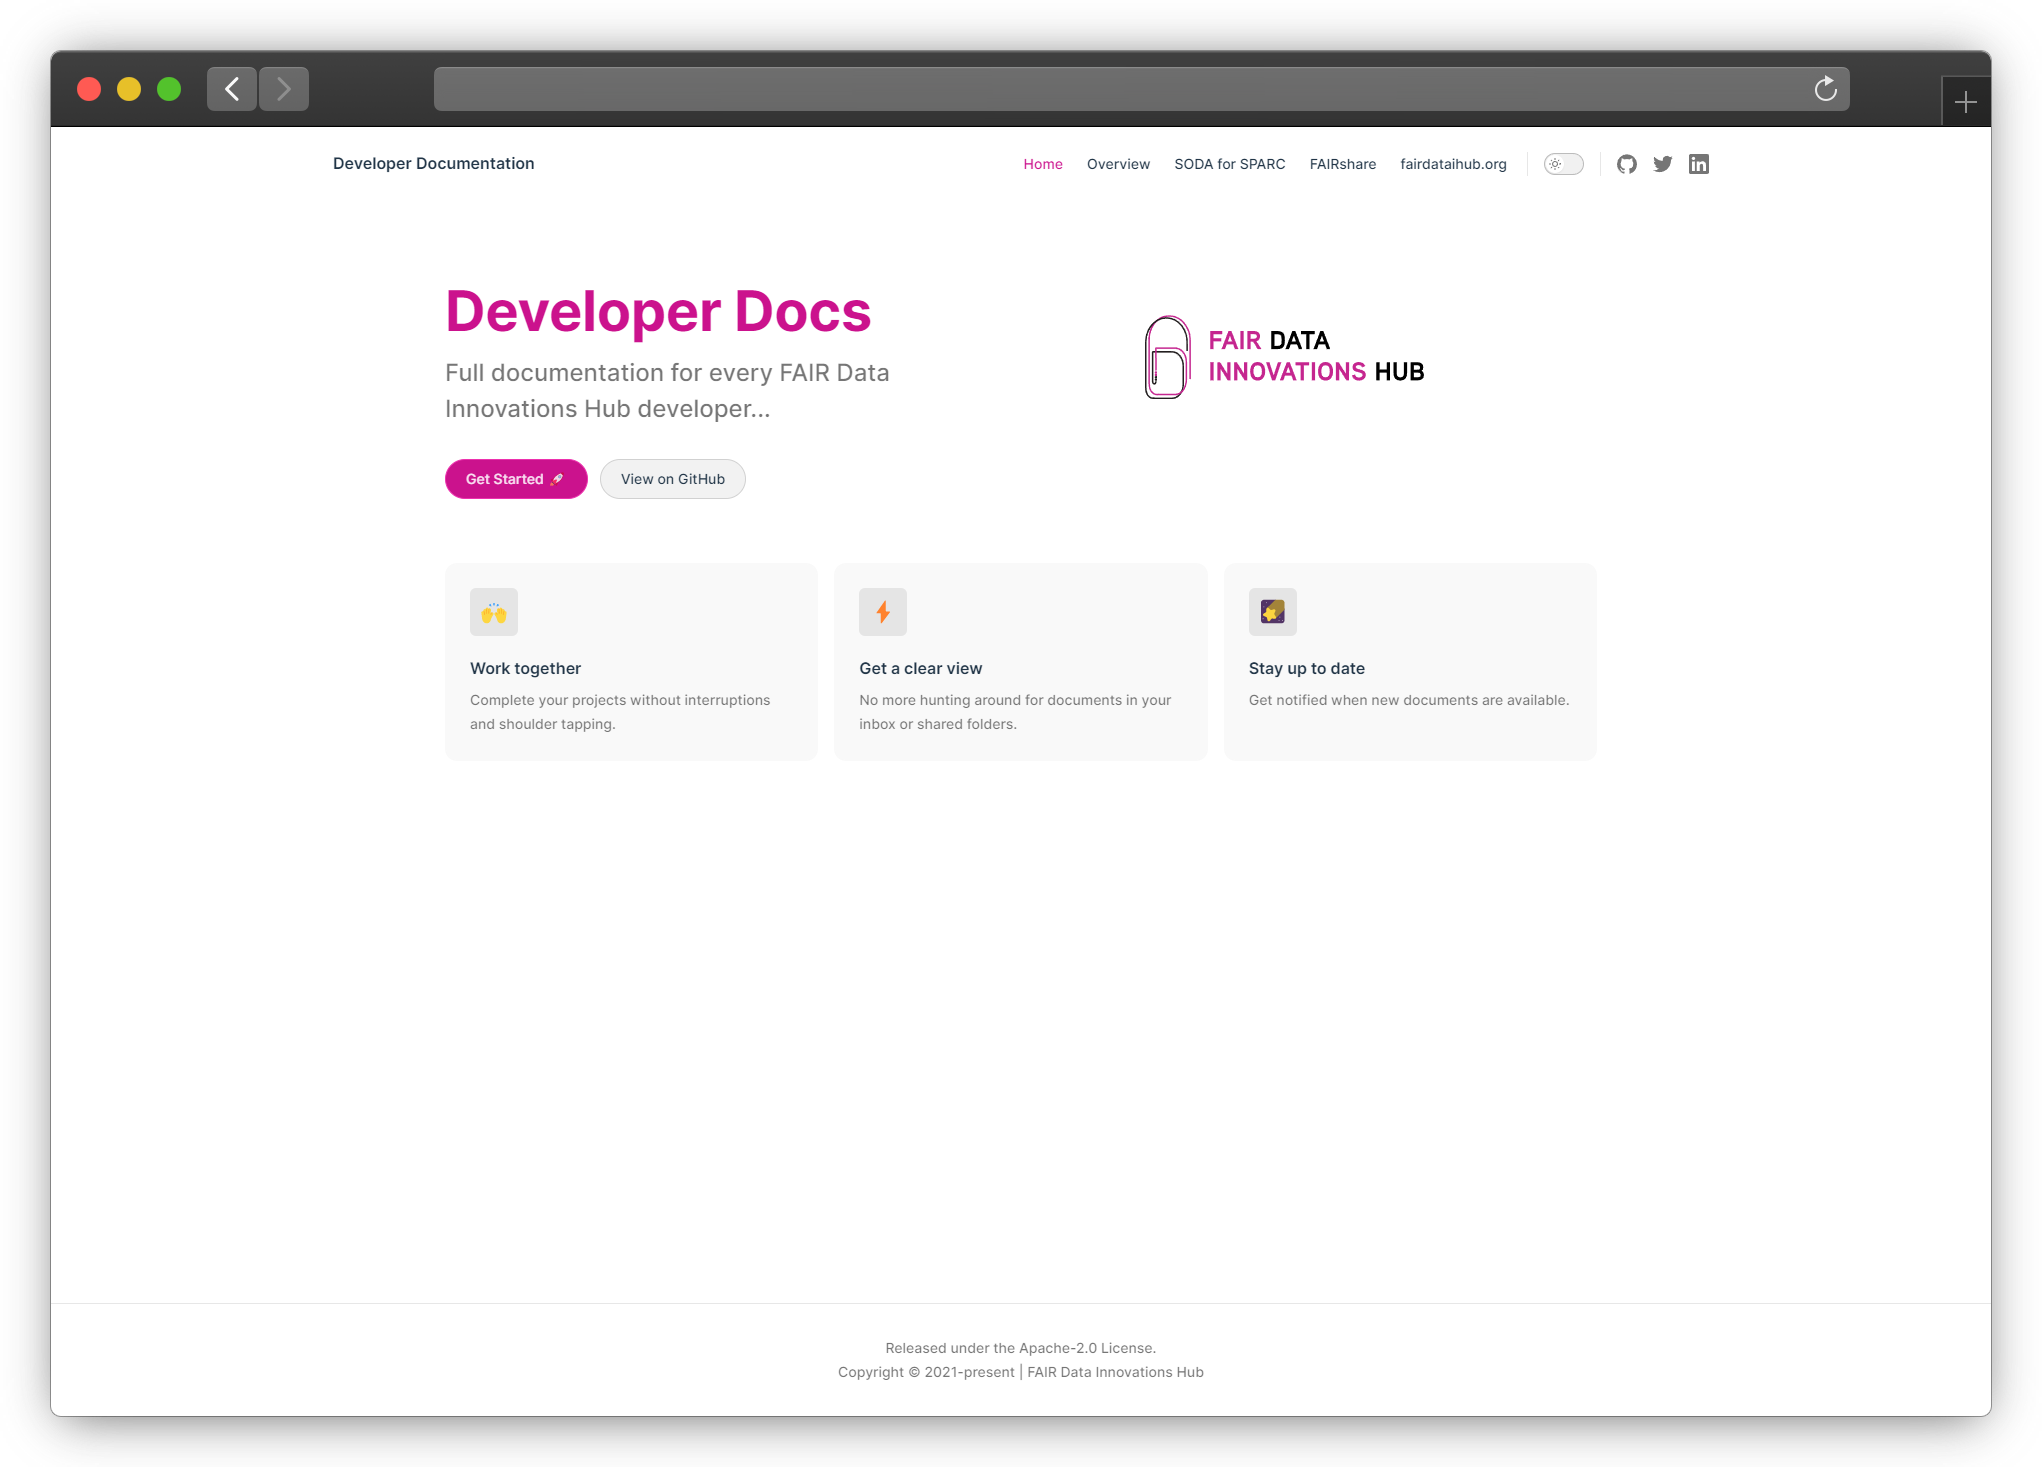 Developer Documentation
Home Overview SODA for SPARC FAIRshare fairdataihub.org
Developer Docs
Full documentation for every FAIR Data
Innovations Hub developer...
FAIR DATA
INNOVATIONS HUB
Get Started 🚀 View on GitHub
Work together
Complete your projects without interruptions
and shoulder tapping.
Get a clear view
No more hunting around for documents in your
inbox or shared folders.
Stay up to date
Get notified when new documents are available.
Released under the Apache-2.0 License.
Copyright © 2021-present | FAIR Data Innovations Hub